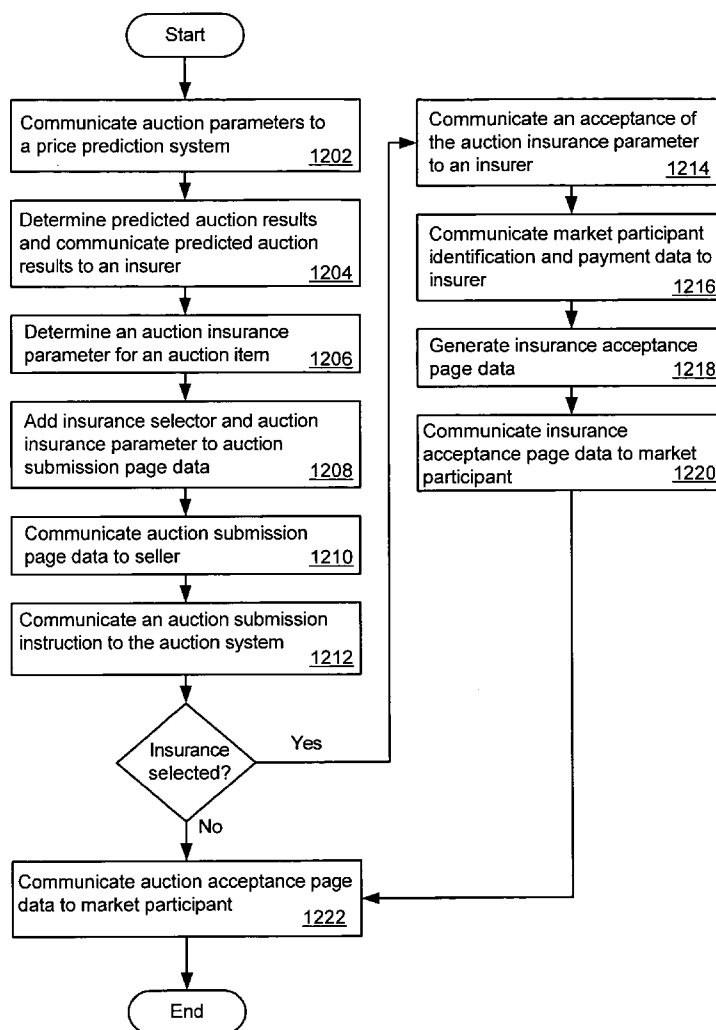 Start
Communicate auction parameters to
a price prediction system
1202
Determine predicted auction results
and communicate predicted auction
results to an insurer
1204
Determine an auction insurance
parameter for an auction item
1206
Add insurance selector and auction
insurance parameter to auction
submission page data
1208
Communicate auction submission
page data to seller
1210
Communicate an auction submission
instruction to the auction system
1212
Insurance
selected?
Yes
No
Communicate an acceptance of
the auction insurance parameter
to an insurer
1214
Communicate market participant
identification and payment data to
insurer
1216
Generate insurance acceptance
page data
1218
Communicate insurance
acceptance page data to market
participant
1220
Communicate auction acceptance page
data to market participant
1222
End